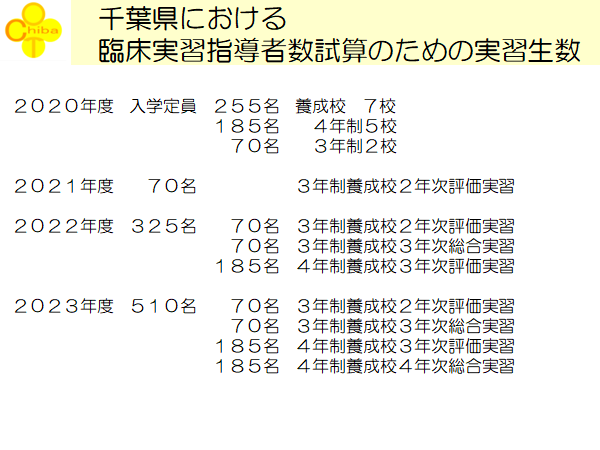 Chiba
OT
千葉県における
臨床実習指導者数試算のための実習生数
２０２０年度 入学定員 ２５５名 養成校 ７校
１８５名 ４年制５校
７０名 ３年制２校
２０２１年度 ７０名 ３年制養成校２年次評価実習
２０２２年度 ３２５名 ７０名 ３年制養成校２年次評価実習
７０名 ３年制養成校３年次総合実習
１８５名 ４年制養成校３年次評価実習
２０２３年度 ５１０名 ７０名 ３年制養成校２年次評価実習
７０名 ３年制養成校３年次総合実習
１８５名 ４年制養成校３年次評価実習
１８５名 ４年制養成校４年次総合実習